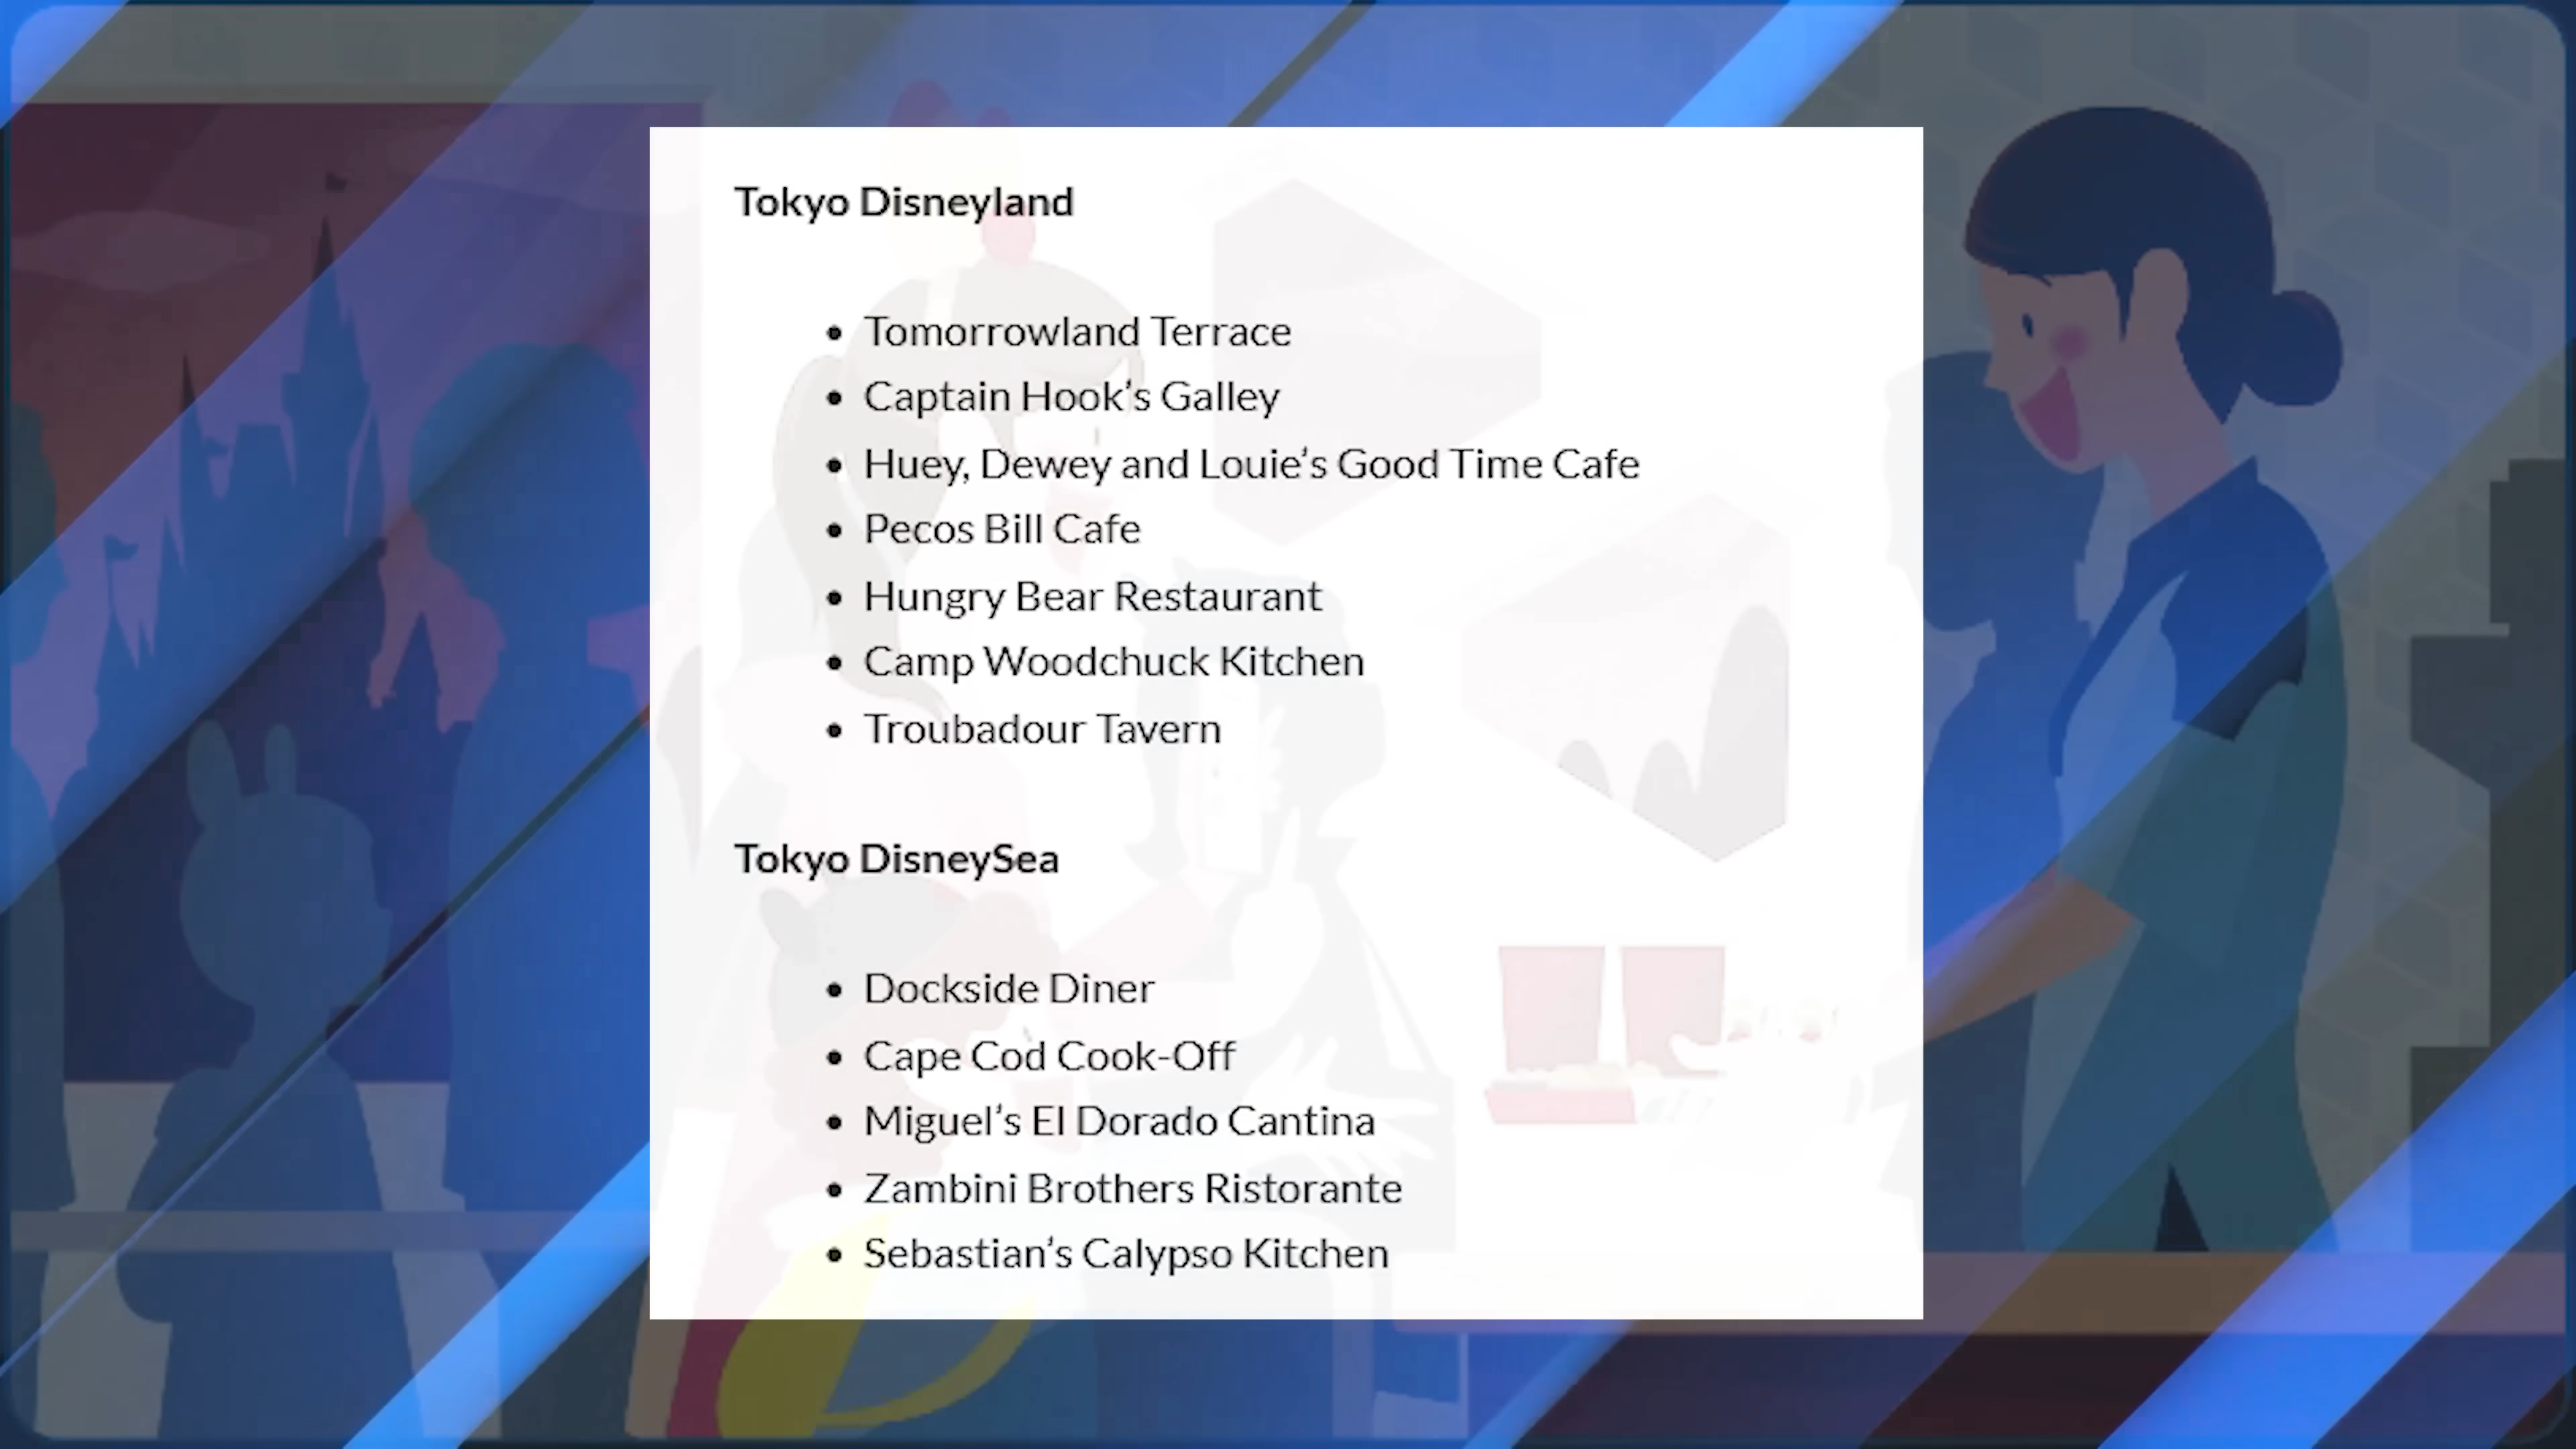 Tokyo Disneyland
• Tomorrowland Terrace
• Captain Hook's Galley
• Huey, Dewey and Louie's Good Time Cafe
• Pecos Bill Cafe
• Hungry Bear Restaurant
• Camp Woodchuck Kitchen
• Troubadour Tavern
Tokyo DisneySea
• Dockside Diner
• Cape Cod Cook-Off
• Miguel's El Dorado Cantina
• Zambini Brothers Ristorante
• Sebastian's Calypso Kitchen